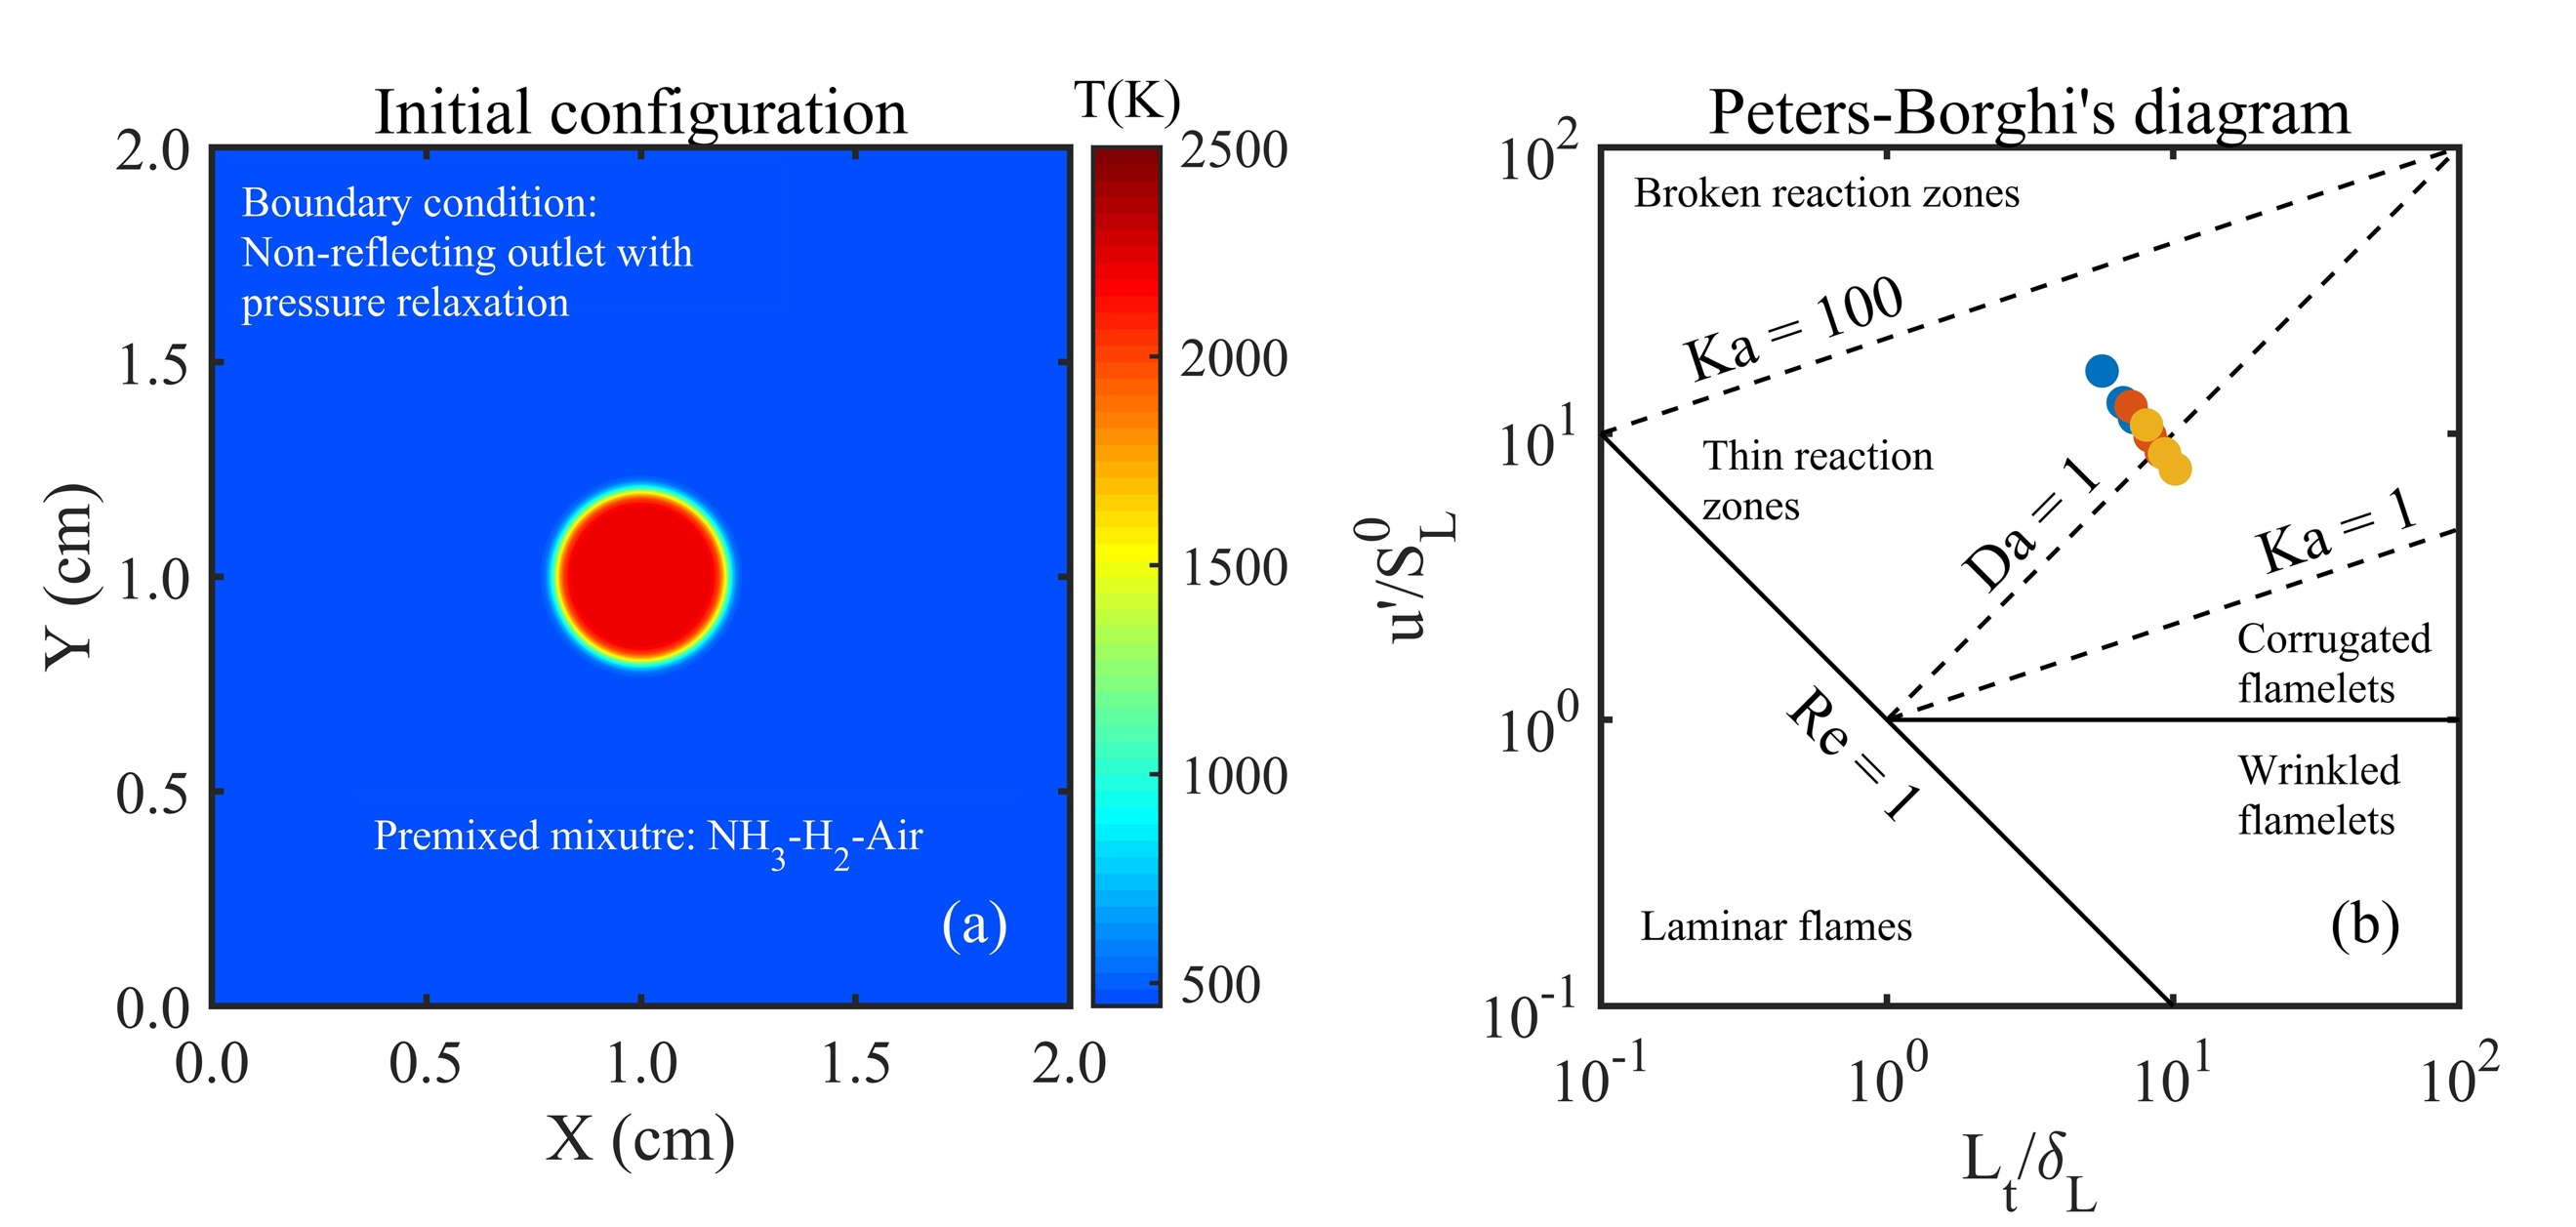 Initial configuration
T(K)
2.0
1.5
1.0
0.5
0.0
Y (cm)
Boundary condition:
Non-reflecting outlet with
pressure relaxation
Premixed mixutre: NH3-H2-Air
(a)
0.0 0.5 1.0 1.5 2.0
X (cm)
2500
2000
1500
1000
500
Peters-Borghi's diagram
10^2
10^1
10^0
10^-1
u'/S_L^0
Broken reaction zones
Ka = 100
Thin reaction
zones
Da = 1
Ka = 1
Corrugated
flamelets
Re = 1
Wrinkled
flamelets
Laminar flames
(b)
10^-1 10^0 10^1 10^2
L_t/δ_L